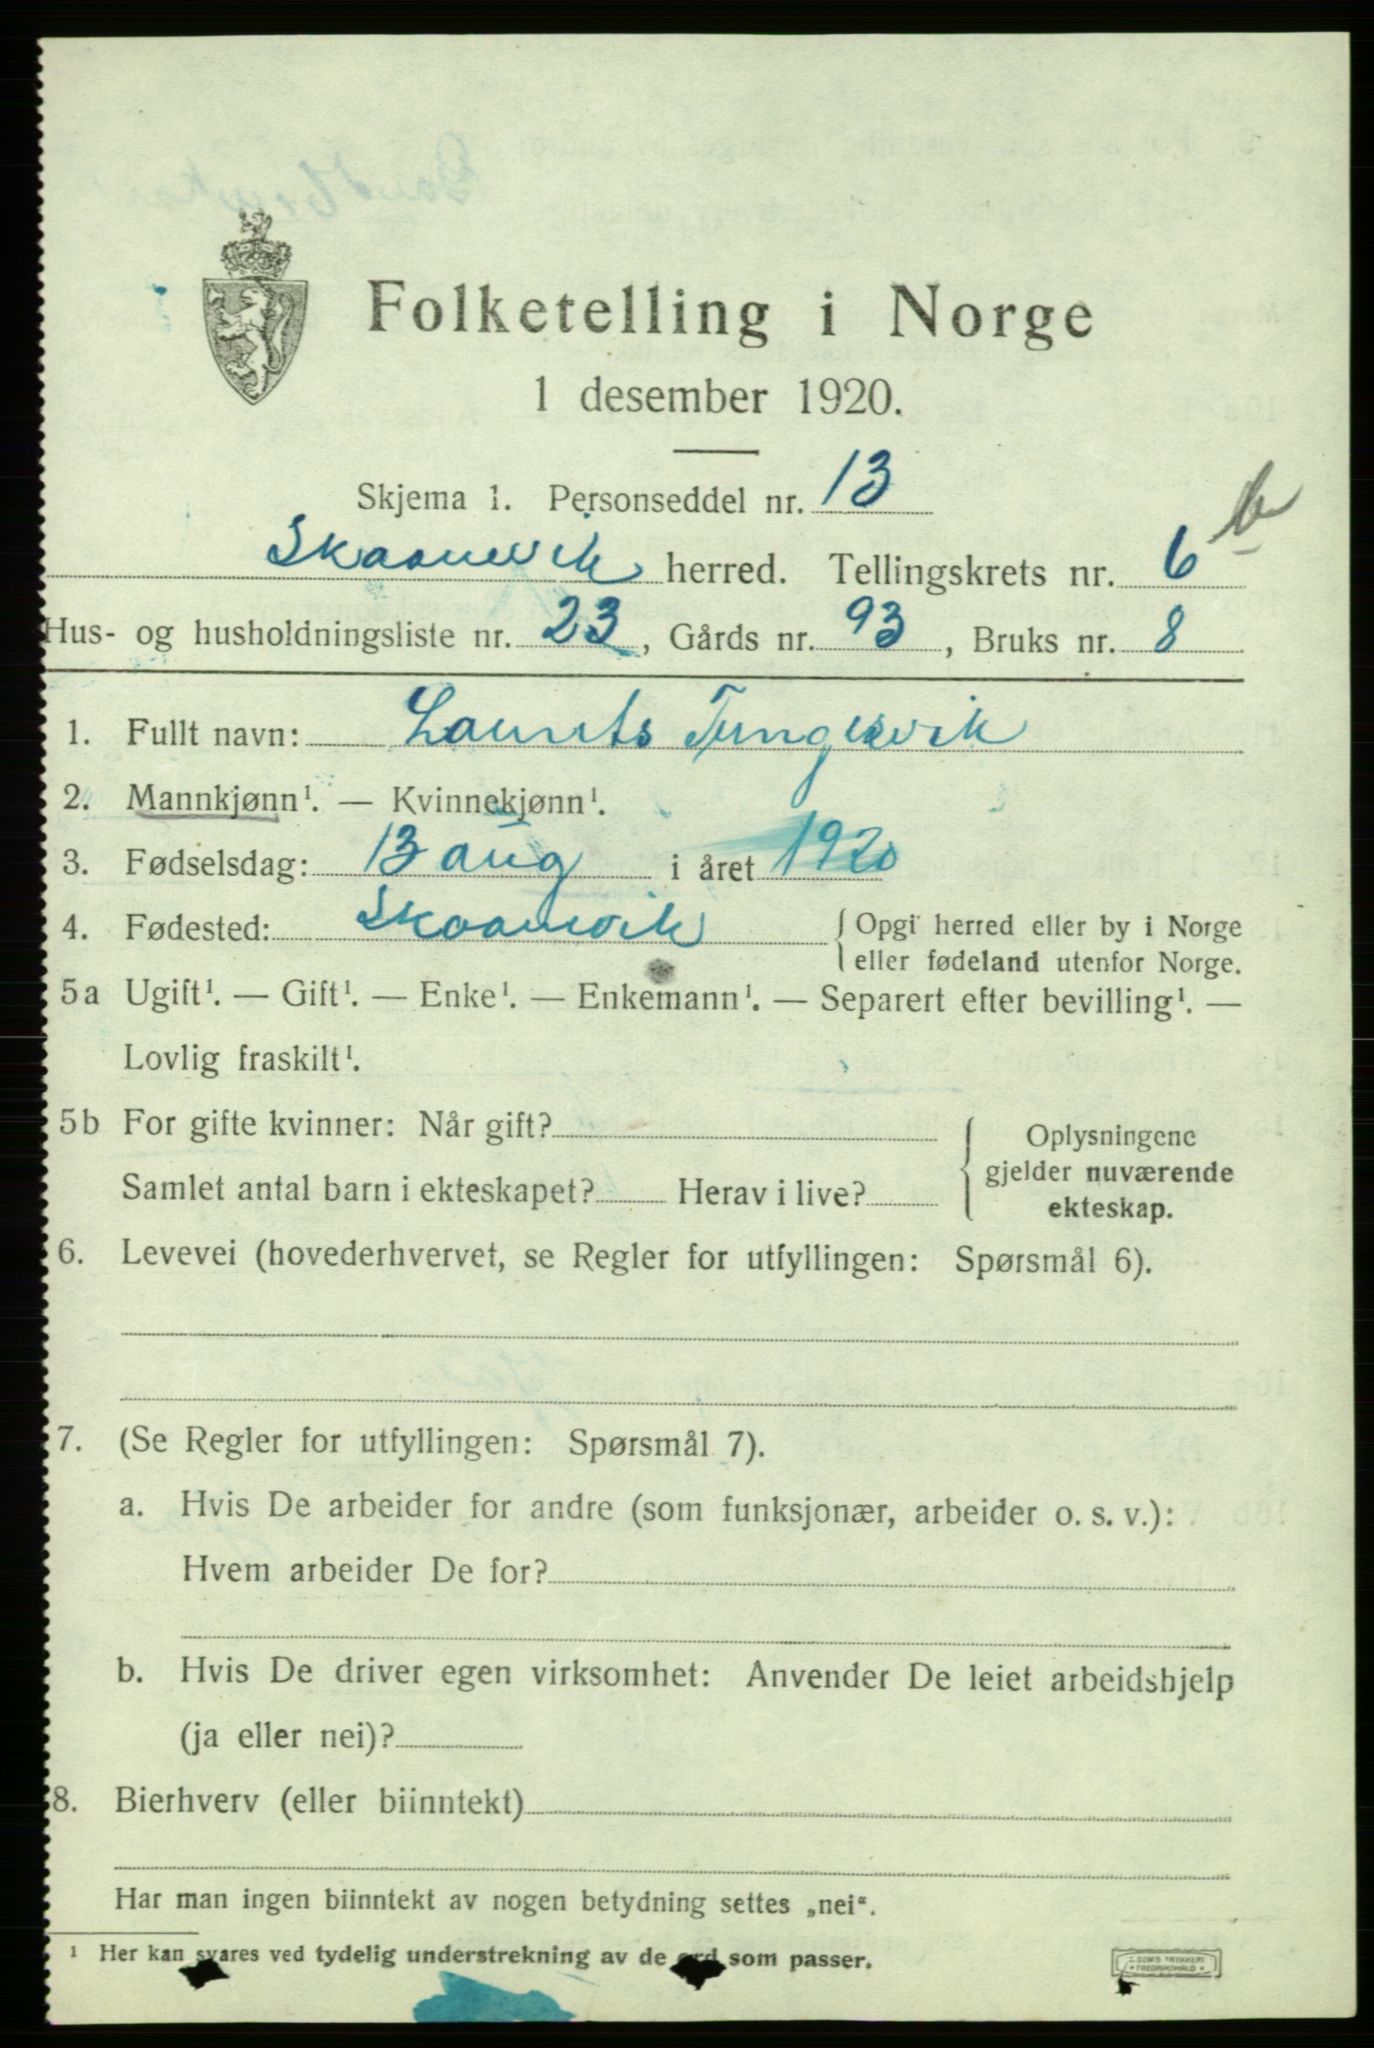 Folketelling i Norge
1 desember 1920.
Skjema 1. Personseddel nr. 13
Skaanevik herred. Tellingskrets nr. 6 b
Hus- og husholdningsliste nr. 23, Gårds nr. 93, Bruks nr. 8
1. Fullt navn: Laurits Tungesvik
2. Mannkjønn¹. — Kvinnekjønn¹.
3. Fødselsdag: 13 aug i året 1920
4. Fødested: Skaanevik { Opgi herred eller by i Norge
eller fødeland utenfor Norge.
5a Ugift¹. — Gift¹. — Enke¹. — Enkemann¹. — Separert efter bevilling¹. —
Lovlig fraskilt¹.
5b For gifte kvinner: Når gift?
Samlet antal barn i ekteskapet? Herav i live?
{ Oplysningene
gjelder nuværende
ekteskap.
6. Levevei (hovederhvervet, se Regler for utfyllingen: Spørsmål 6).
7. (Se Regler for utfyllingen: Spørsmål 7).
a. Hvis De arbeider for andre (som funksjonær, arbeider o. s. v.):
Hvem arbeider De for?
b. Hvis De driver egen virksomhet: Anvender De leiet arbeidshjelp
(ja eller nei)?
8. Bierhverv (eller biinntekt)
Har man ingen biinntekt av nogen betydning settes „nei“.
¹ Her kan svares ved tydelig understrekning av de ord som passer.